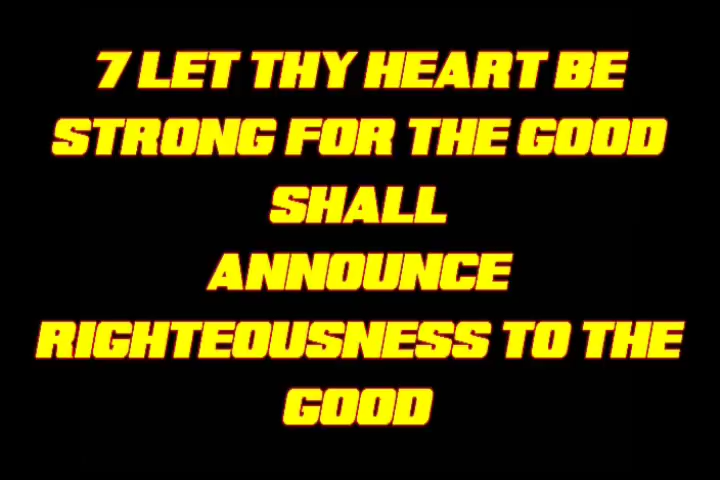 7 LET THY HEART BE
STRONG FOR THE GOOD
SHALL
ANNOUNCE
RIGHTEOUSNESS TO THE
GOOD